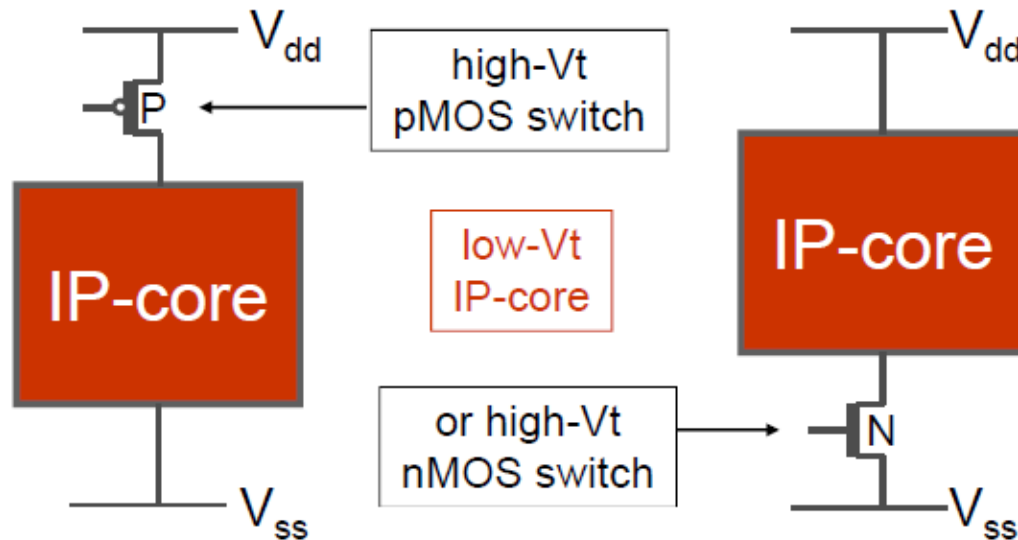 Vdd
P
high-Vt
pMOS switch
IP-core
low-Vt
IP-core
or high-Vt
nMOS switch
Vss
Vdd
IP-core
N
Vss